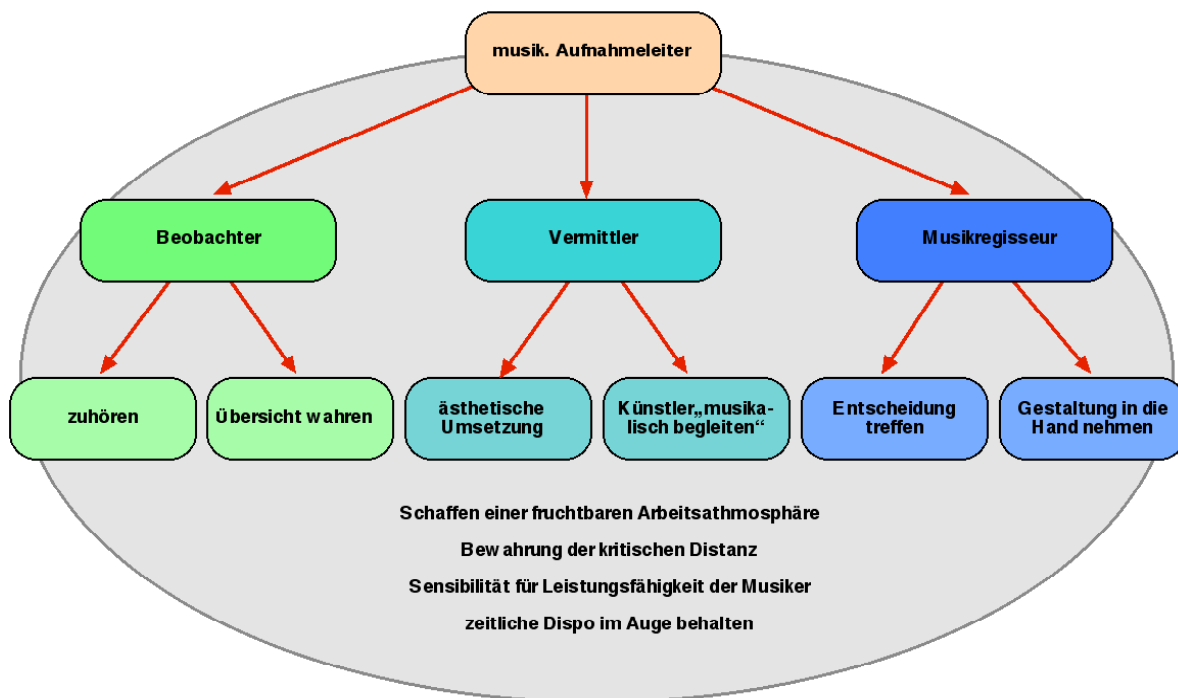 musik. Aufnahmeleiter
Beobachter
Vermittler
Musikregisseur
zuhören
Übersicht wahren
ästhetische
Umsetzung
Künstler„musika-
lisch begleiten“
Entscheidung
treffen
Gestaltung in die
Hand nehmen
Schaffen einer fruchtbaren Arbeitsathmosphäre
Bewahrung der kritischen Distanz
Sensibilität für Leistungsfähigkeit der Musiker
zeitliche Dispo im Auge behalten